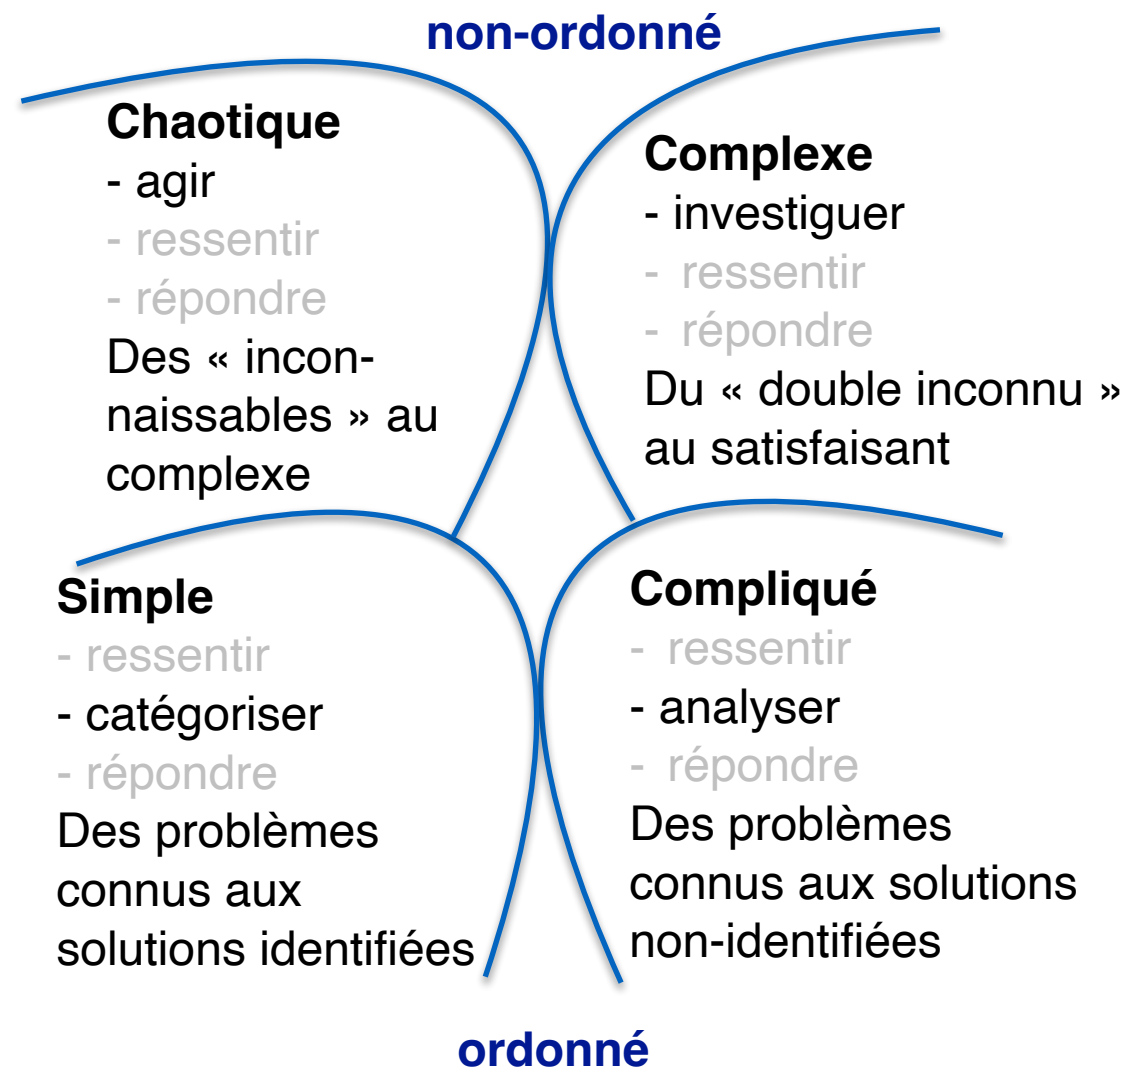 non-ordonné
Chaotique
- agir
- ressentir
- répondre
Des « incon-
naissables » au
complexe
Complexe
- investiguer
- ressentir
- répondre
Du « double inconnu »
au satisfaisant
Simple
- ressentir
- catégoriser
- répondre
Des problèmes
connus aux
solutions identifiées
Compliqué
- ressentir
- analyser
- répondre
Des problèmes
connus aux solutions
non-identifiées
ordonné